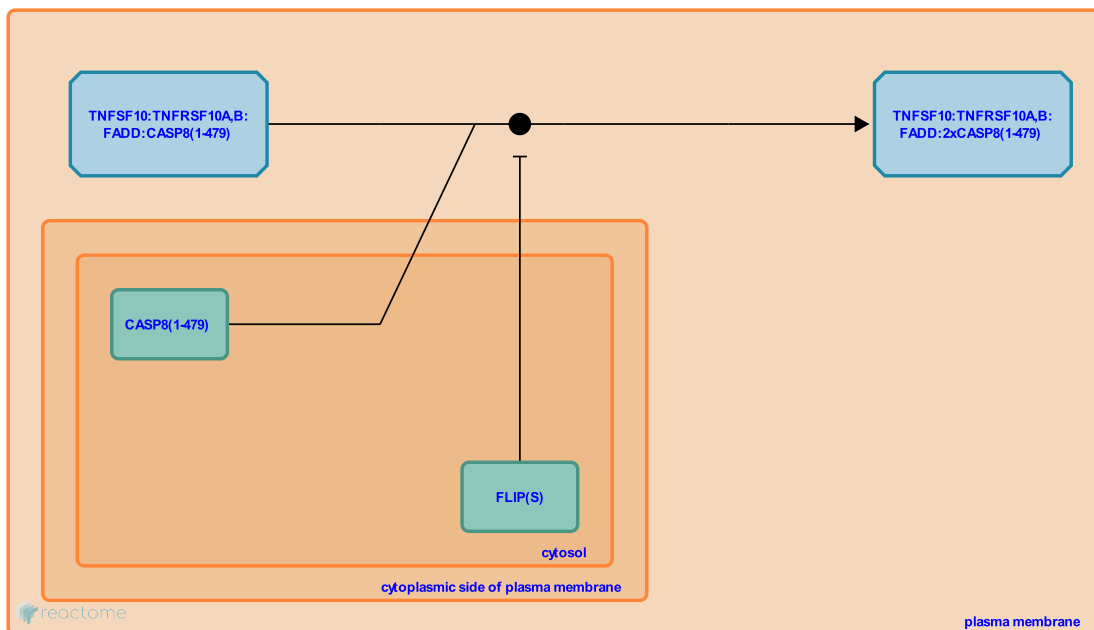 TNFSF10:TNFRSF10A,B:
FADD:CASP8(1-479)
TNFSF10:TNFRSF10A,B:
FADD:2xCASP8(1-479)
CASP8(1-479)
FLIP(S)
cytosol
cytoplasmic side of plasma membrane
reactome
plasma membrane